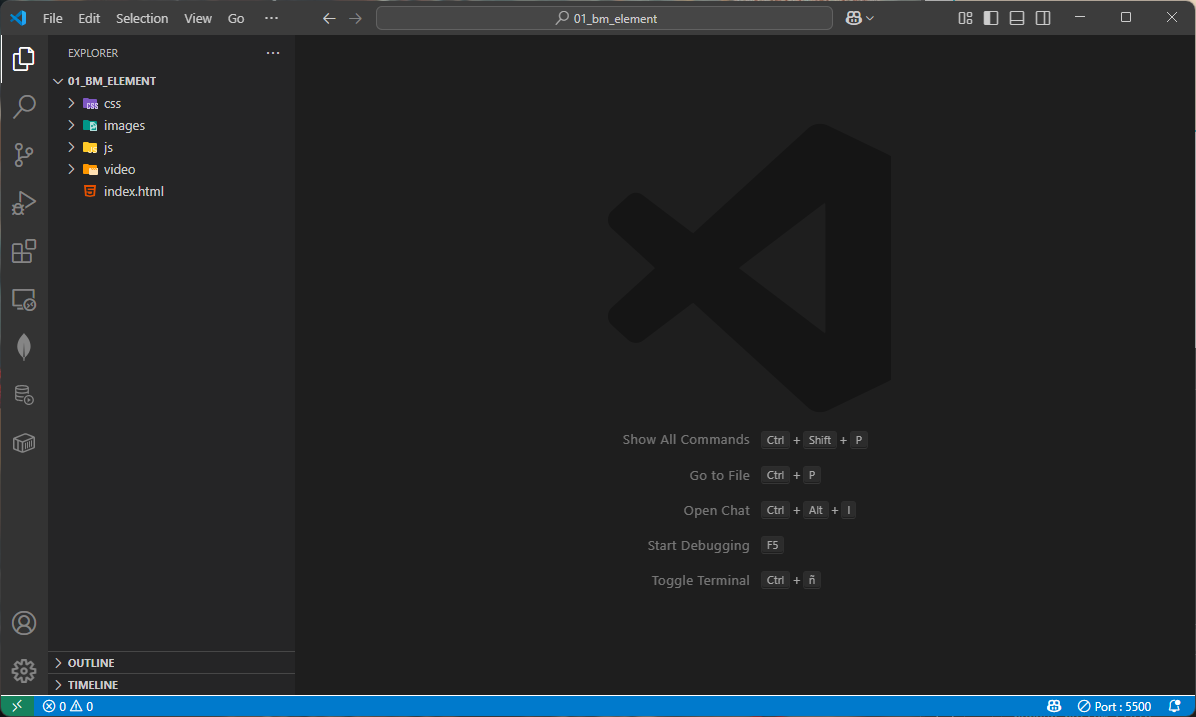 File Edit Selection View Go ···
01_bm_element
EXPLORER ···
01_BM_ELEMENT
css
images
js
video
index.html
Show All Commands Ctrl + Shift + P
Go to File Ctrl + P
Open Chat Ctrl + Alt + I
Start Debugging F5
Toggle Terminal Ctrl + ñ
OUTLINE
TIMELINE
0 0 Port : 5500